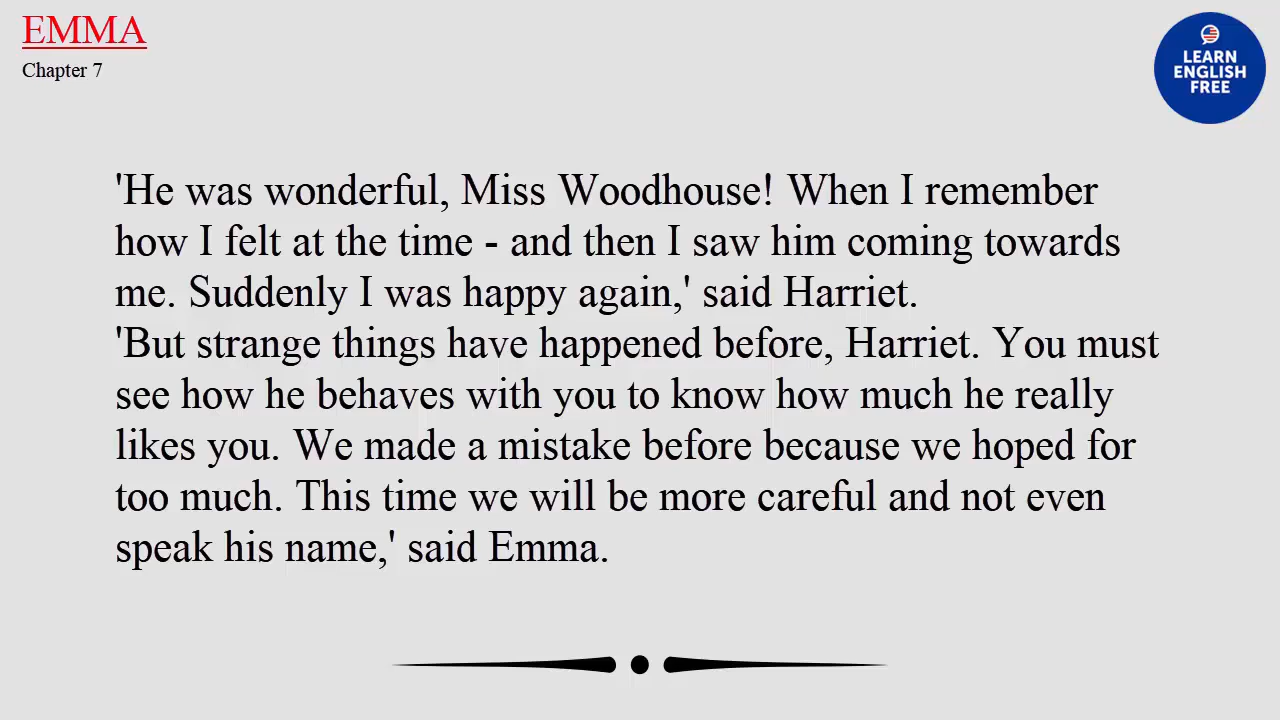 EMMA
Chapter 7
LEARN
ENGLISH
FREE
'He was wonderful, Miss Woodhouse! When I remember
how I felt at the time - and then I saw him coming towards
me. Suddenly I was happy again,' said Harriet.
'But strange things have happened before, Harriet. You must
see how he behaves with you to know how much he really
likes you. We made a mistake before because we hoped for
too much. This time we will be more careful and not even
speak his name,' said Emma.